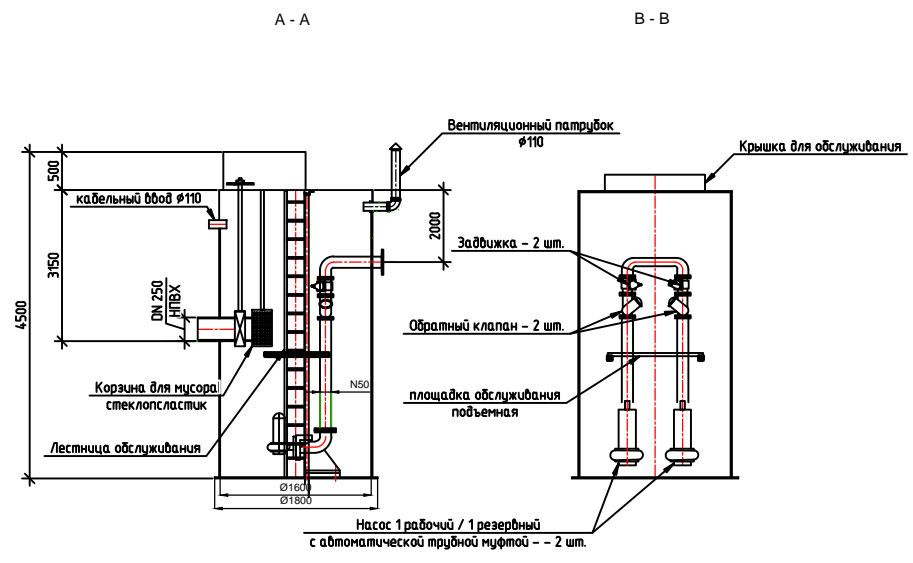 А - А
В - В
Вентиляционный патрубок
Ø110
Крышка для обслуживания
500
кабельный ввод Ø110
2000
Задвижка - 2 шт.
3150
4500
DN 250
НПВХ
Обратный клапан - 2 шт.
Корзина для мусора
стеклопсластик
N50
площадка обслуживания
подъемная
Лестница обслуживания
Ø1600
Ø1800
Насос 1 рабочий / 1 резервный
с автоматической трубной муфтой - - 2 шт.